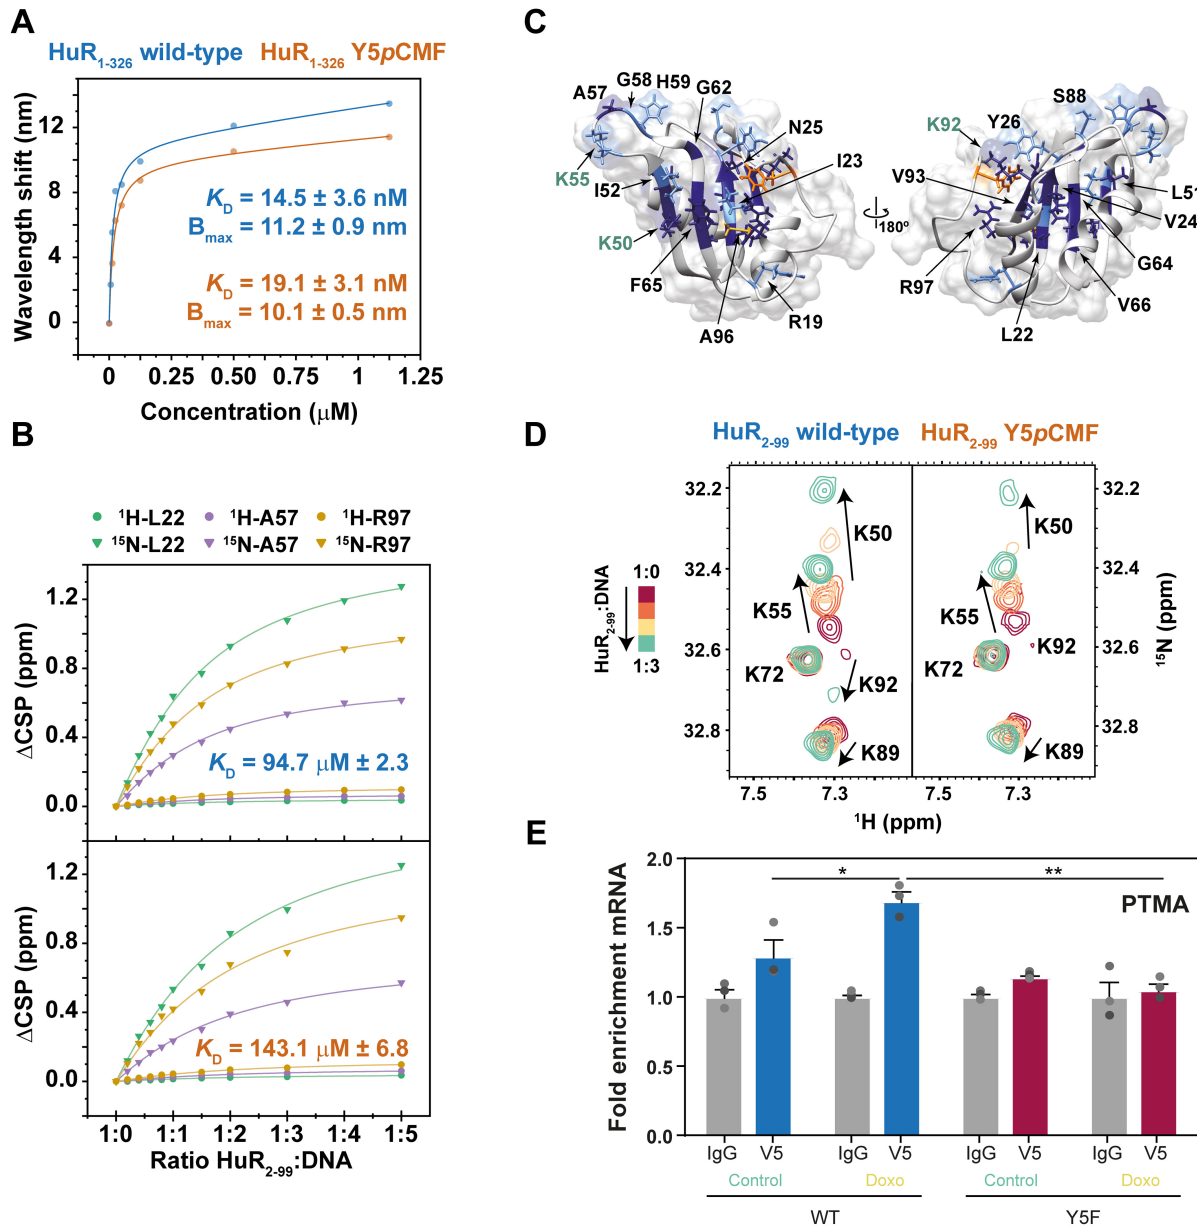 A
HuR1-326 wild-type HuR1-326 Y5pCMF
Wavelength shift (nm)
12
8
4
0
KD = 14.5 ± 3.6 nM
Bmax = 11.2 ± 0.9 nm
KD = 19.1 ± 3.1 nM
Bmax = 10.1 ± 0.5 nm
0 0.25 0.50 0.75 1 1.25
Concentration (µM)
B
1H-L22 1H-A57 1H-R97
15N-L22 15N-A57 15N-R97
ΔCSP (ppm)
1.2
0.8
0.4
0.0
KD = 94.7 µM ± 2.3
ΔCSP (ppm)
1.2
0.8
0.4
0.0
KD = 143.1 µM ± 6.8
1:0 1:1 1:2 1:3 1:4 1:5
Ratio HuR2-99:DNA
C
A57
G58
H59
G62
N25
I23
K55
I52
K50
F65
A96
R19
180º
S88
Y26
K92
V93
L51
V24
G64
R97
V66
L22
D
HuR2-99 wild-type HuR2-99 Y5pCMF
32.2
32.4
32.6
32.8
HuR2-99:DNA
1:0
1:3
K50
K55
K72
K92
K89
K50
K55
K92
K72
K89
32.2
32.4
32.6
32.8
15N (ppm)
7.5 7.3 7.5 7.3
1H (ppm)
E
Fold enrichment mRNA
2.0
1.5
1.0
0.5
0.0
* **
PTMA
IgG V5 IgG V5 IgG V5 IgG V5
Control Doxo Control Doxo
WT Y5F